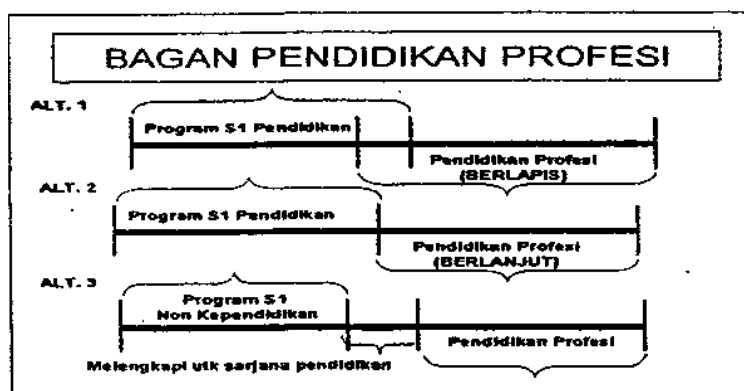 BAGAN PENDIDIKAN PROFESI
ALT. 1
Program S1 Pendidikan
Pendidikan Profesi
(BERLAPIS)
ALT. 2
Program S1 Pendidikan
Pendidikan Profesi
(BERLANJUT)
ALT. 3
Program S1
Non Kependidikan
Pendidikan Profesi
Melengkapi utk sarjana pendidikan